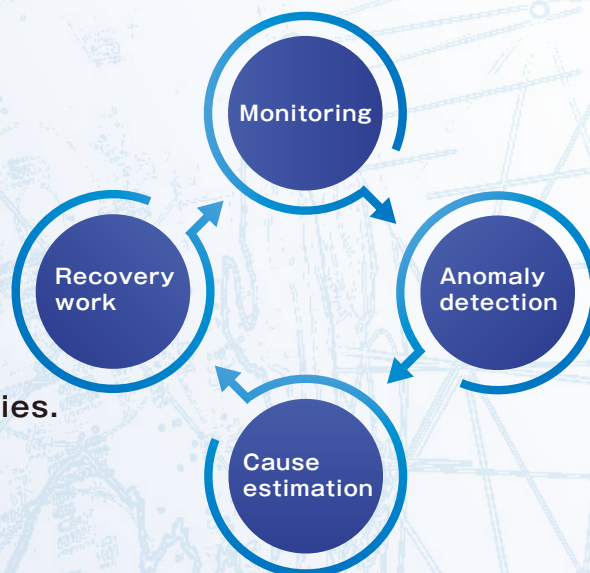 Monitoring
Recovery
work
Anomaly
detection
ies.
Cause
estimation